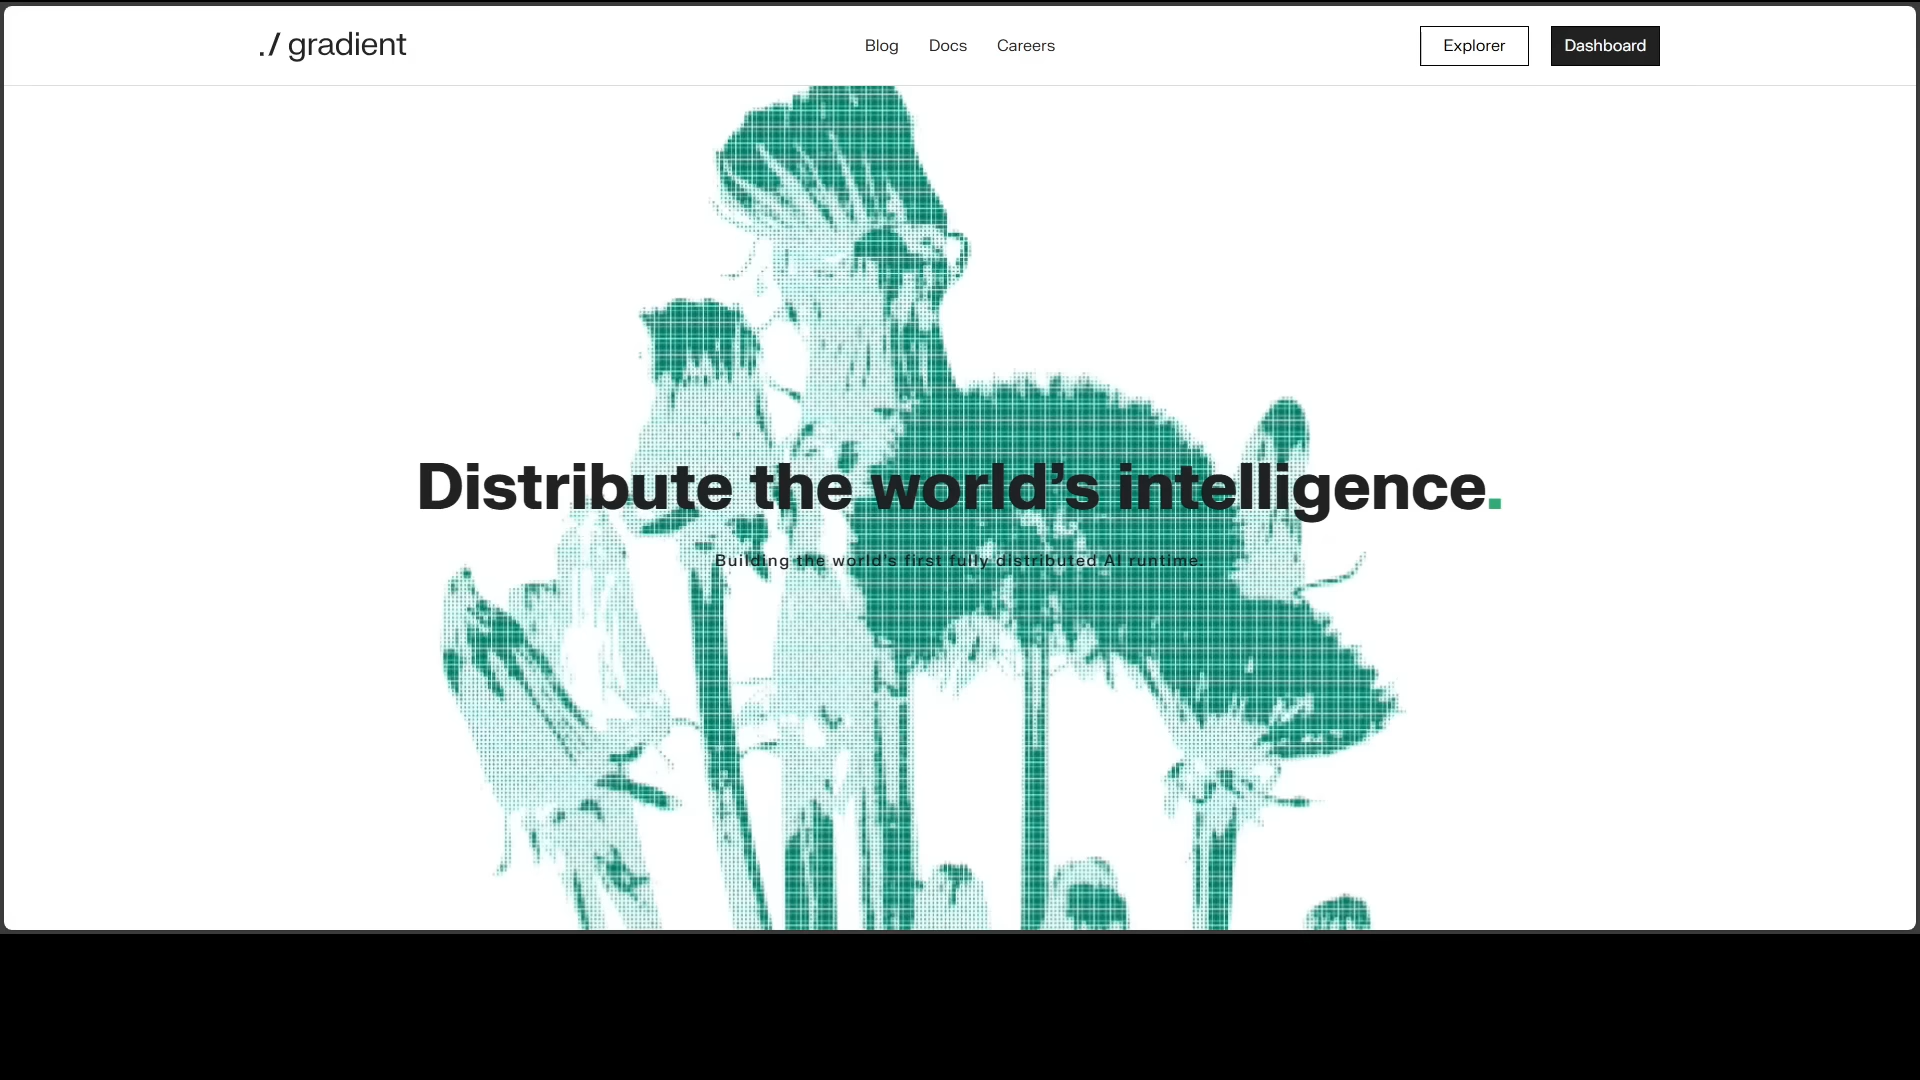 ./ gradient
Blog Docs Careers
Explorer Dashboard
Distribute the world’s intelligence.
Building the world's first fully distributed AI runtime.